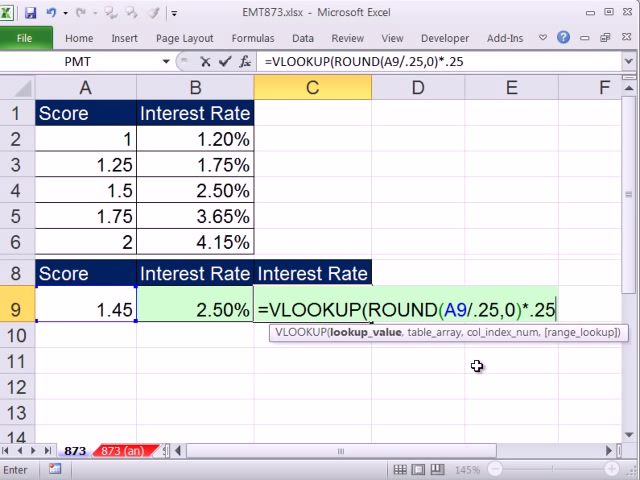 EMT873.xlsx - Microsoft Excel
File Home Insert Page Layout Formulas Data Review Developer Add-Ins
PMT =VLOOKUP(ROUND(A9/.25,0)*.25
A B C D E F
1 Score Interest Rate
2 1 1.20%
3 1.25 1.75%
4 1.5 2.50%
5 1.75 3.65%
6 2 4.15%
8 Score Interest Rate Interest Rate
9 1.45 2.50% =VLOOKUP(ROUND(A9/.25,0)*.25
10 VLOOKUP(lookup_value, table_array, col_index_num, [range_lookup])
11
12
13
14
873 873 (an)
Enter 145%